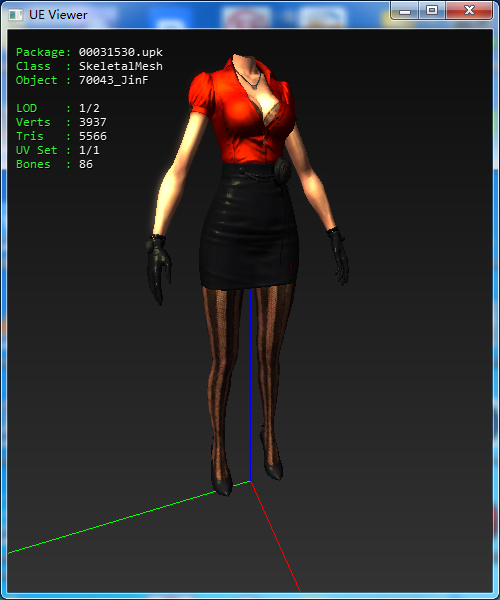 UE Viewer
Package: 00031530.upk
Class : SkeletalMesh
Object : 70043_JinF
LOD : 1/2
Verts : 3937
Tris : 5566
UV Set : 1/1
Bones : 86